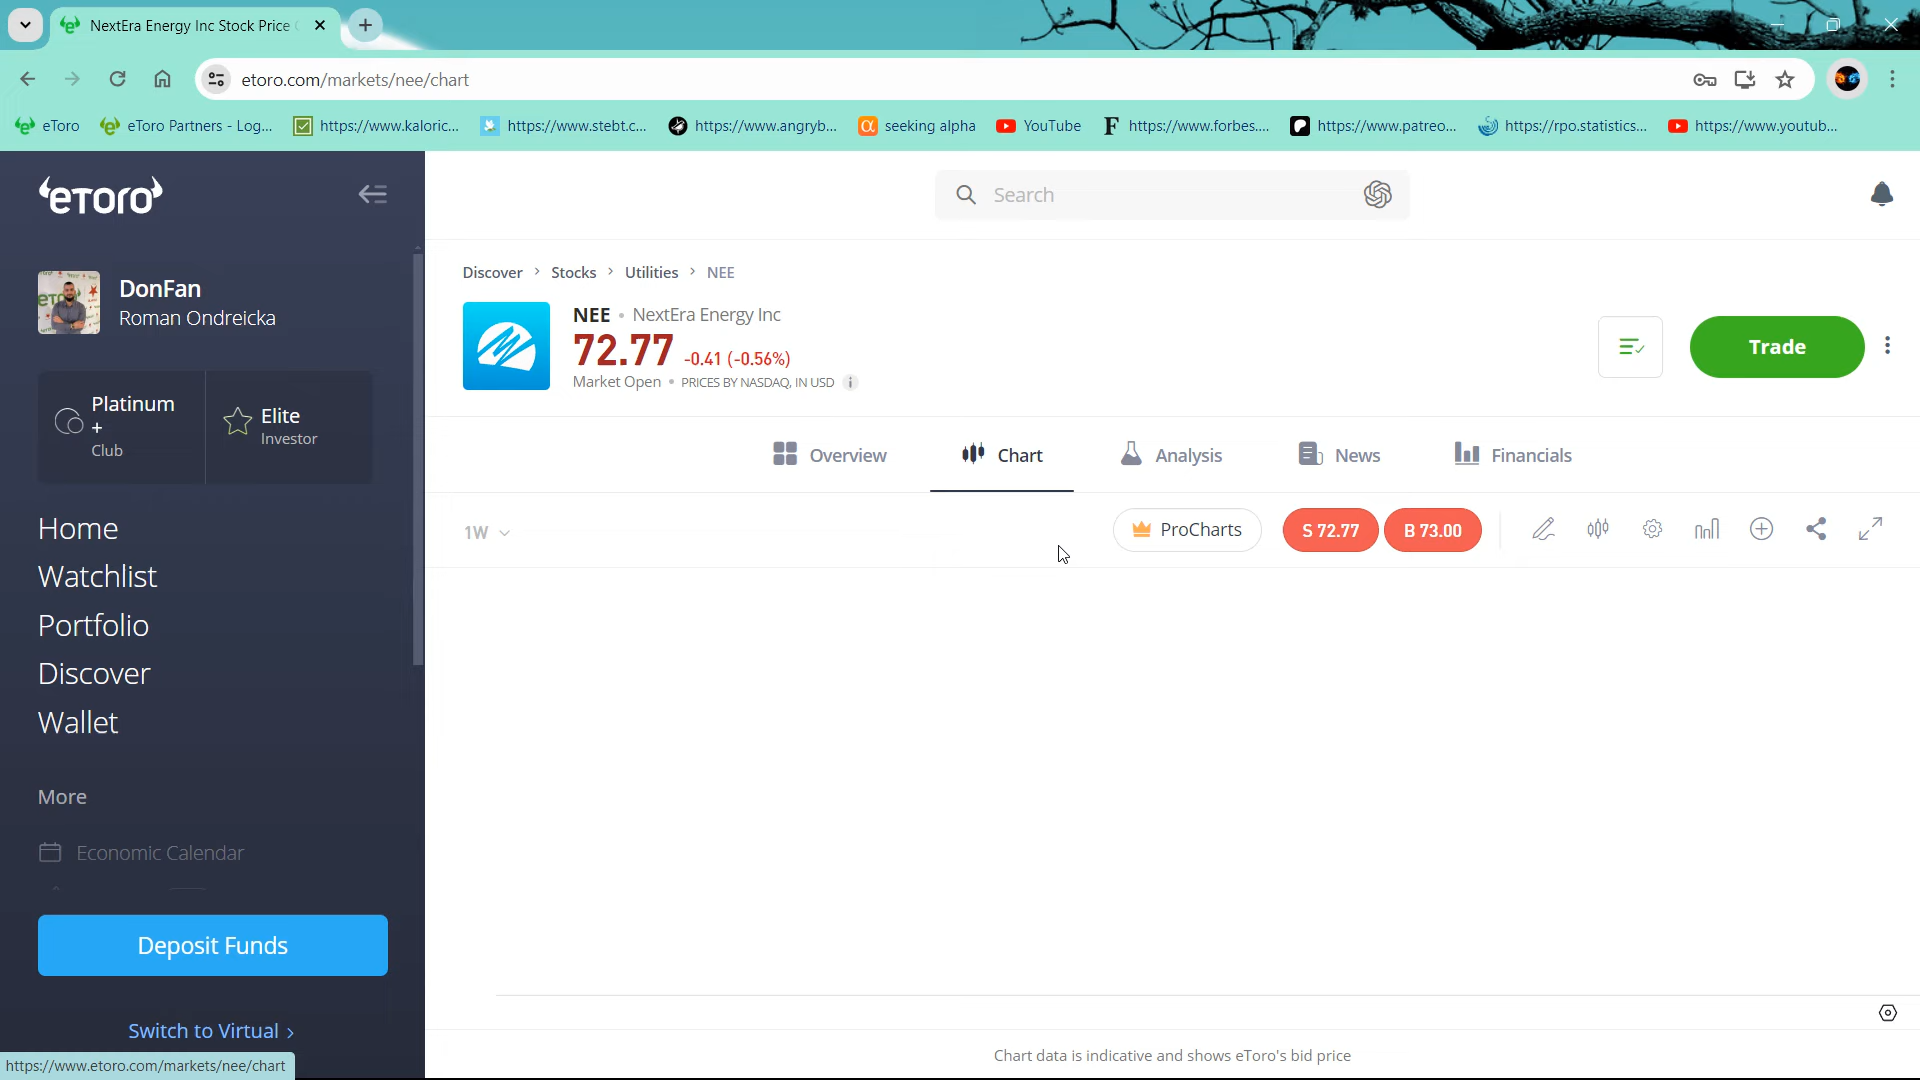 NextEra Energy Inc Stock Price
etoro.com/markets/nee/chart
eToro
eToro Partners - Log...
https://www.kaloric...
https://www.stebt.c...
https://www.angryb...
seeking alpha
YouTube
https://www.forbes....
https://www.patreo...
https://rpo.statistics...
https://www.youtub...
eToro
Search
DonFan
Roman Ondreicka
Platinum
+
Club
Elite
Investor
Home
Watchlist
Portfolio
Discover
Wallet
More
Economic Calendar
Deposit Funds
Switch to Virtual >
https://www.etoro.com/markets/nee/chart
Discover > Stocks > Utilities > NEE
NEE • NextEra Energy Inc
72.77 -0.41 (-0.56%)
Market Open • PRICES BY NASDAQ, IN USD
Trade
Overview
Chart
Analysis
News
Financials
1W
ProCharts
S 72.77
B 73.00
Chart data is indicative and shows eToro's bid price